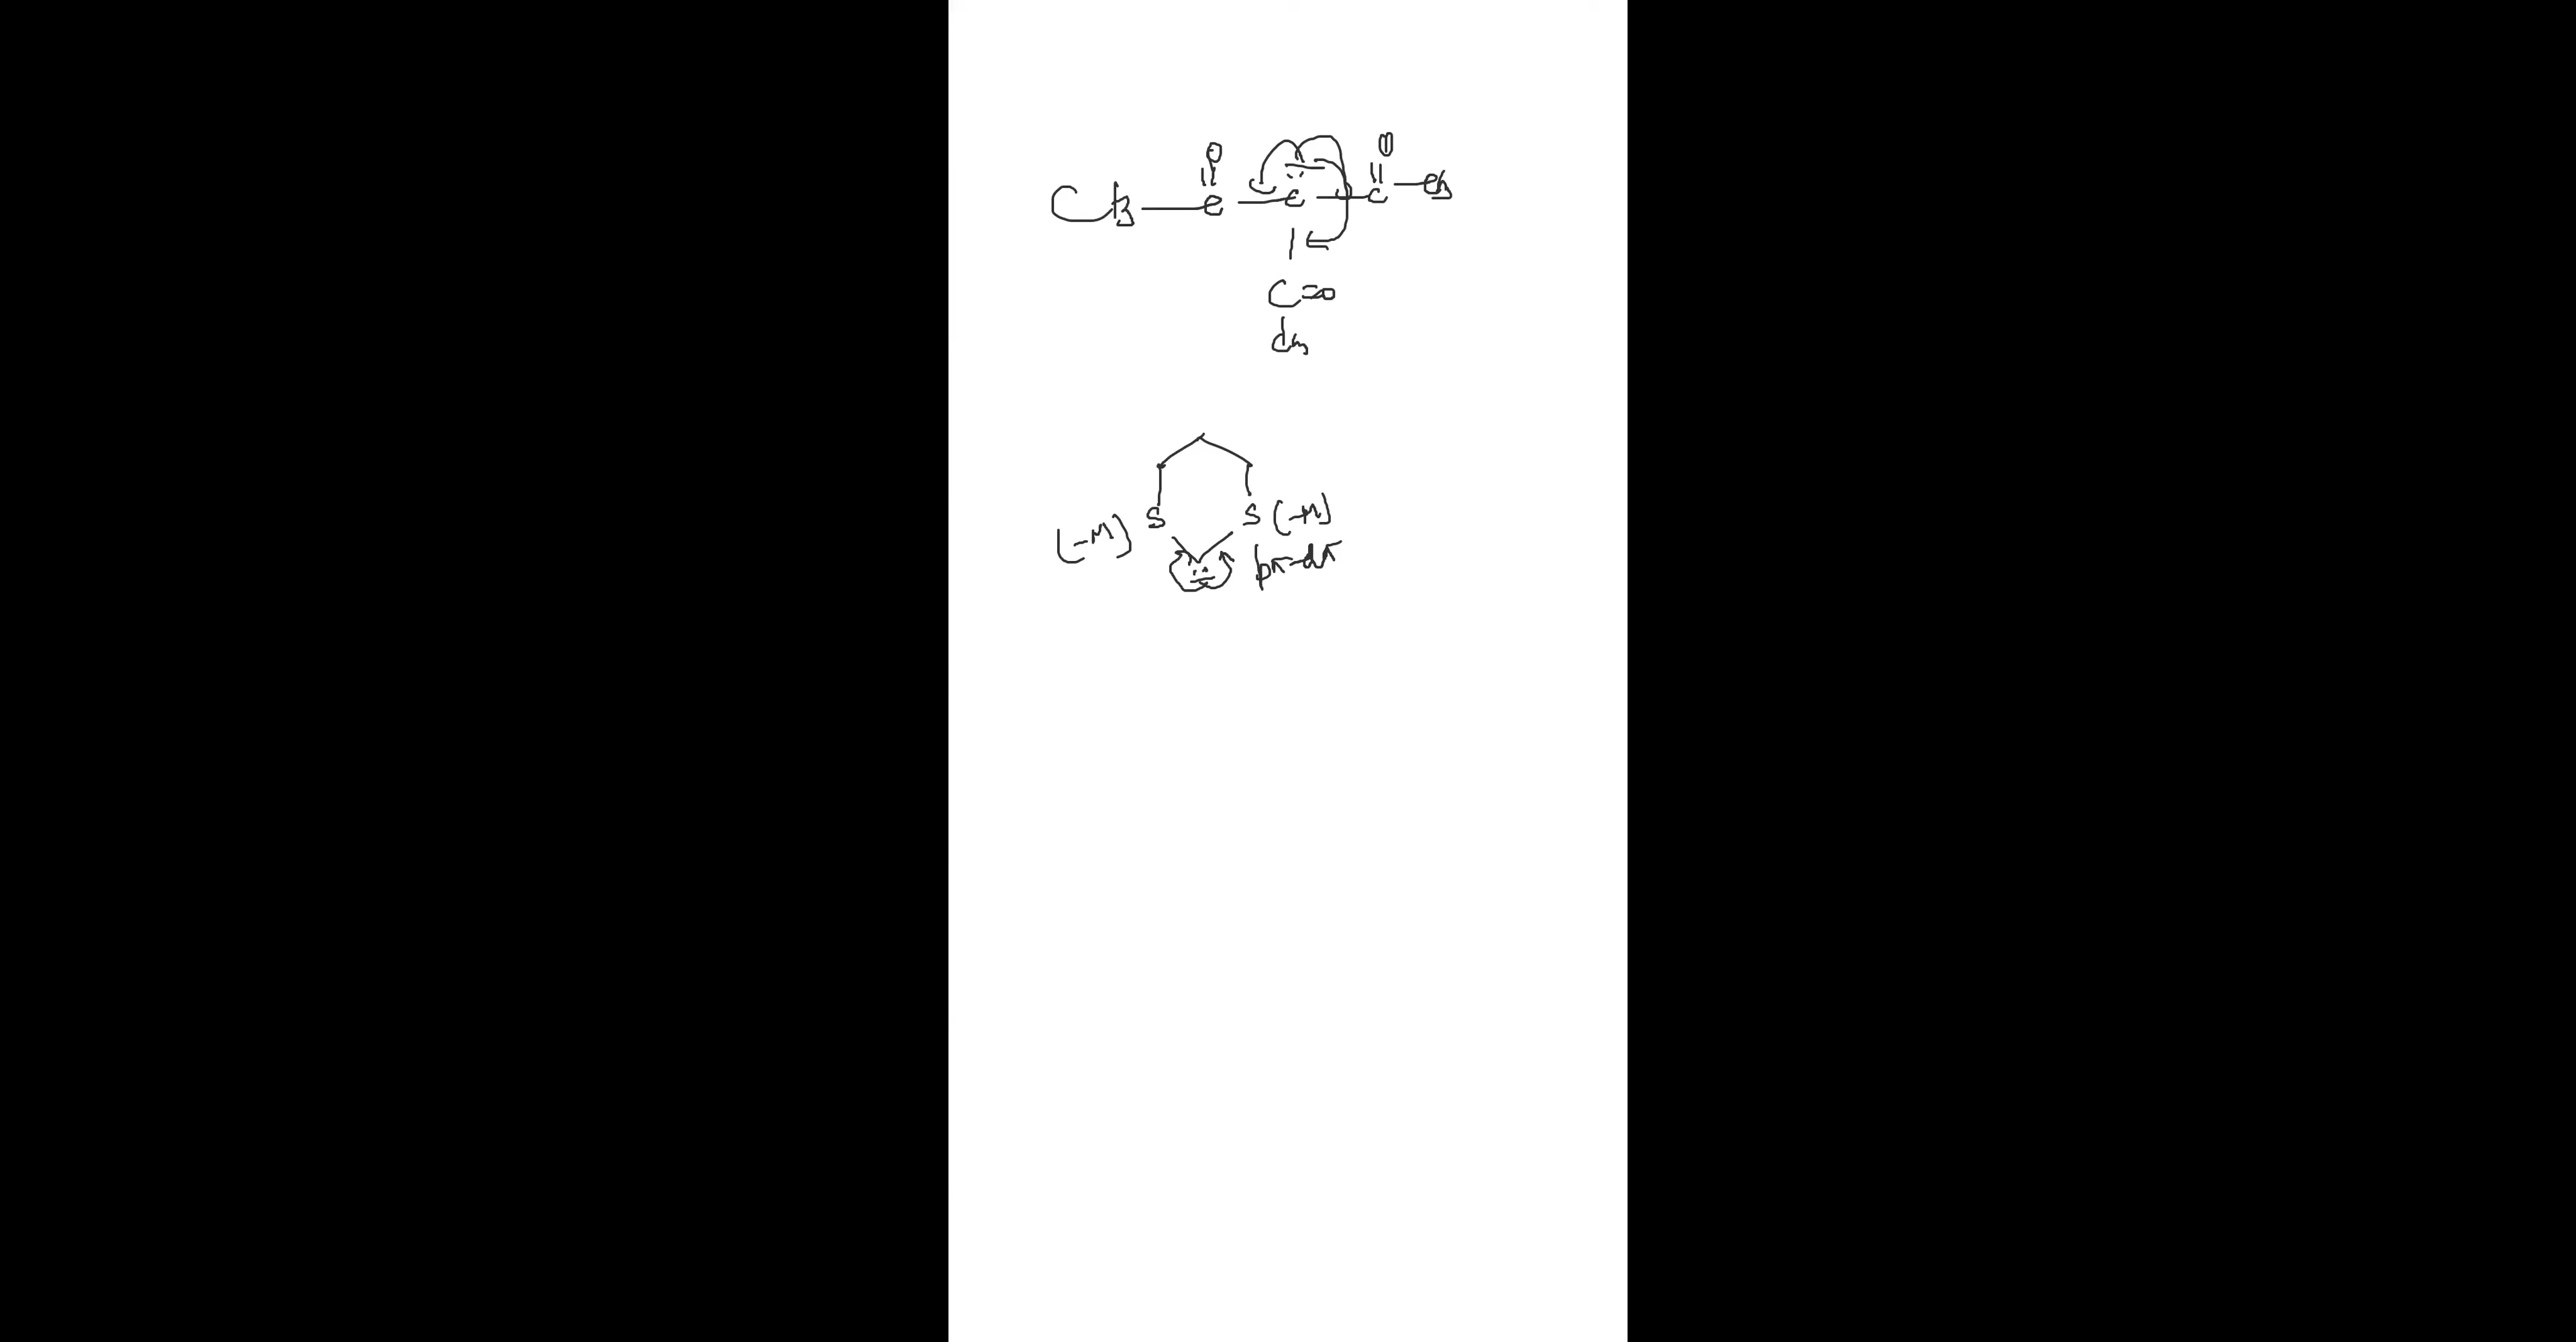 O O
CH3 — C — C — C — CH3
C=O
CH3
S S (-M)
(-M)
pπ-dπ